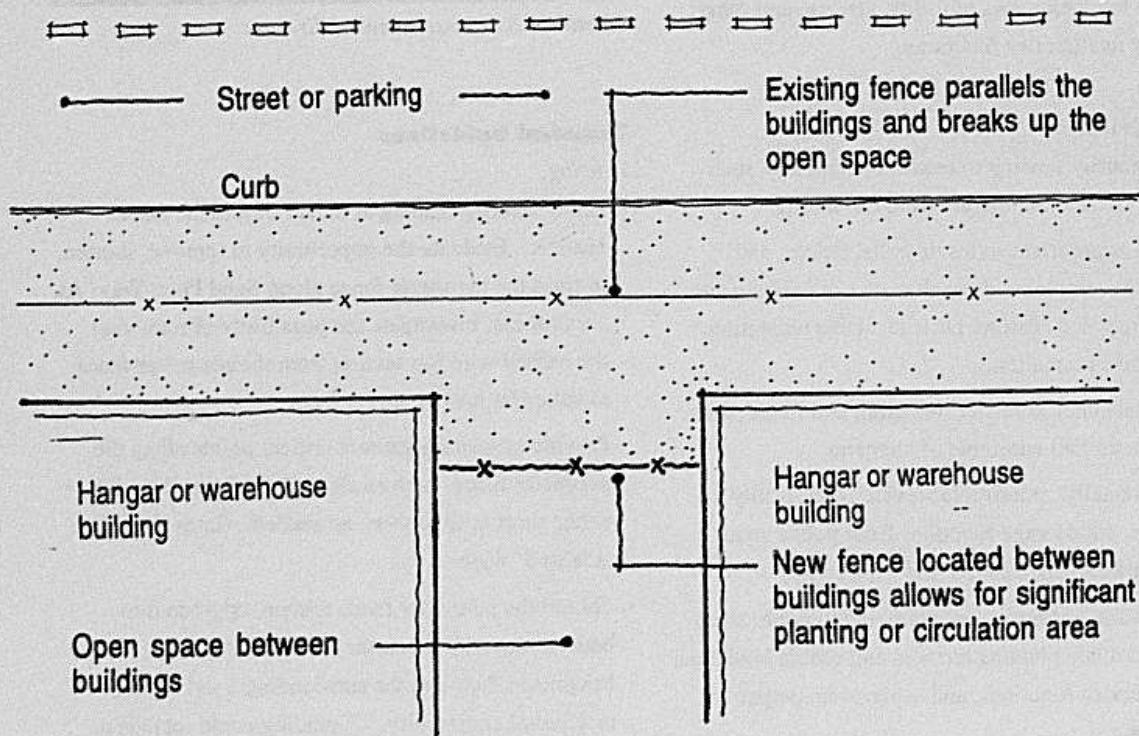 Street or parking
Existing fence parallels the
buildings and breaks up the
open space
Curb
x x x x x
x x x
Hangar or warehouse
building
Hangar or warehouse
building
New fence located between
buildings allows for significant
planting or circulation area
Open space between
buildings